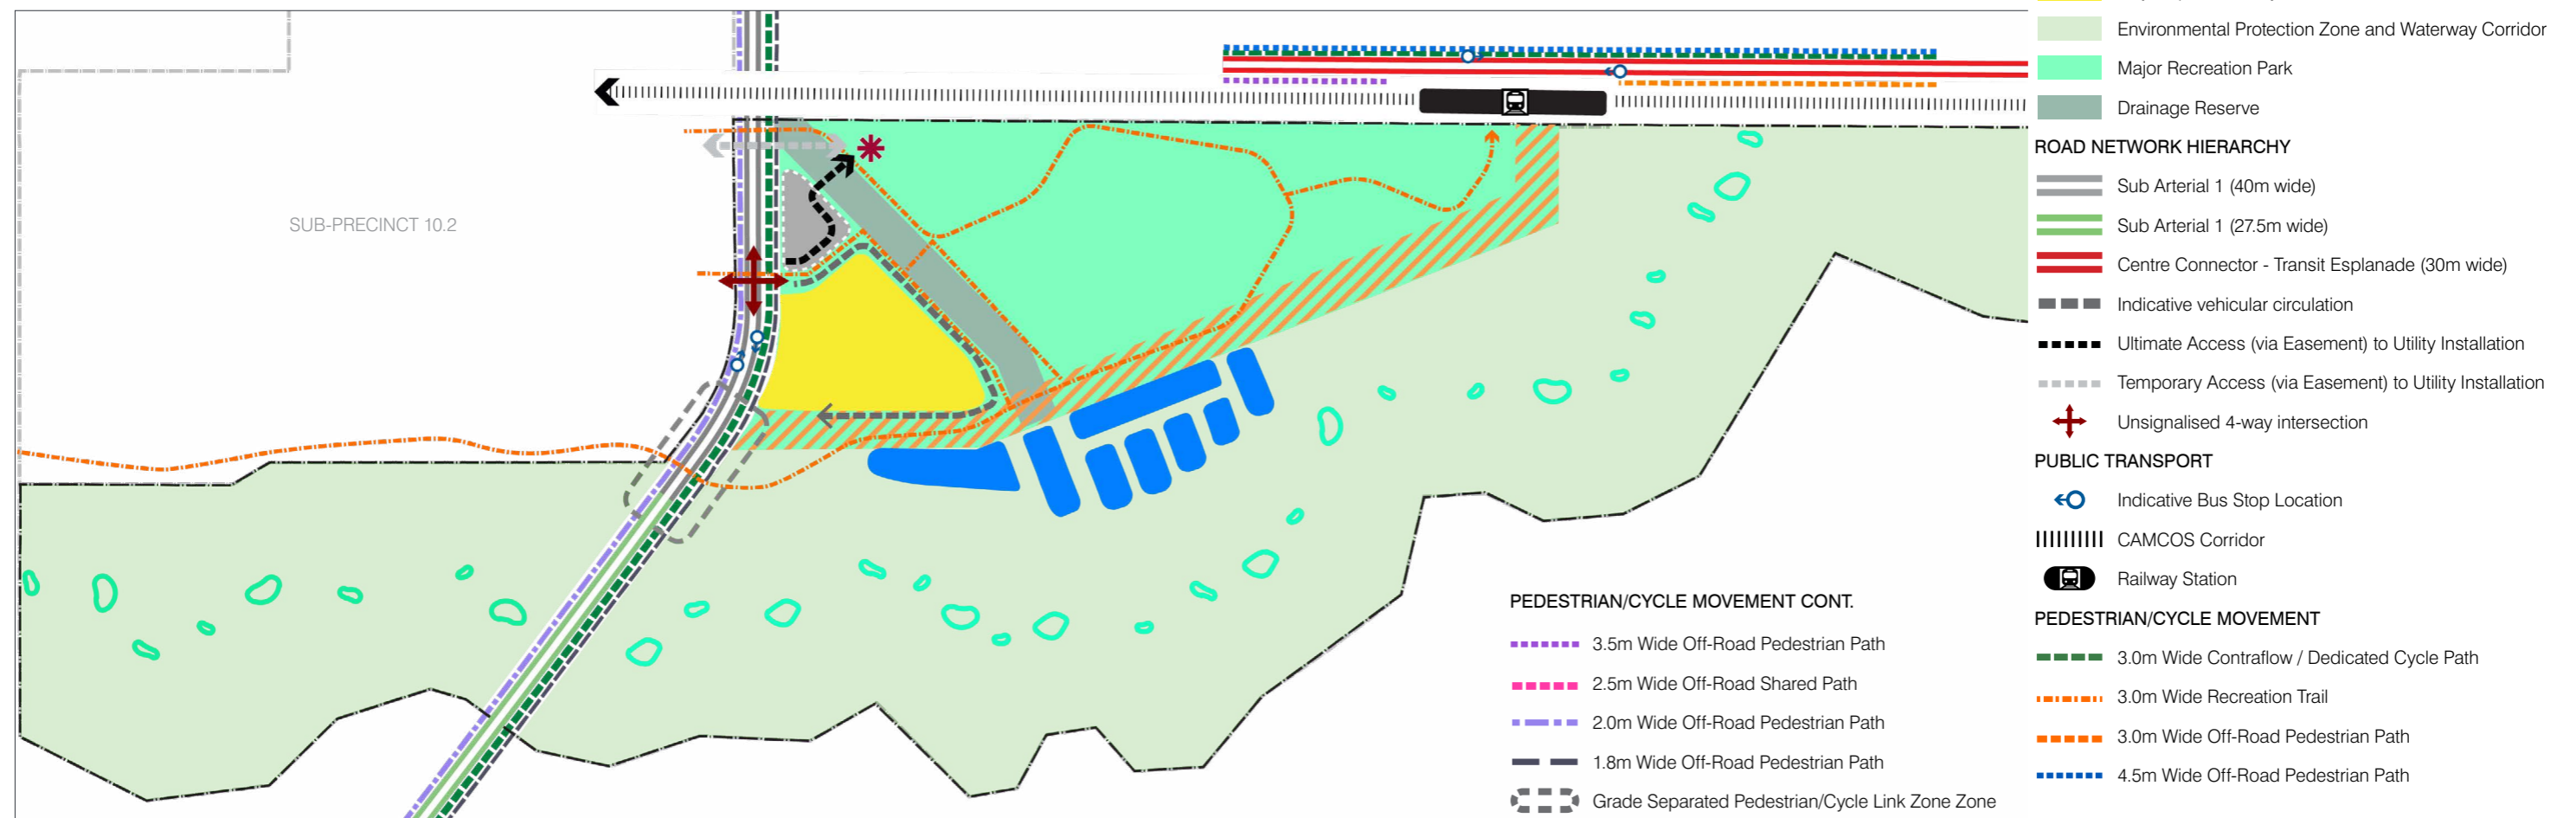 SUB-PRECINCT 10.2
Environmental Protection Zone and Waterway Corridor
Major Recreation Park
Drainage Reserve
ROAD NETWORK HIERARCHY
Sub Arterial 1 (40m wide)
Sub Arterial 1 (27.5m wide)
Centre Connector - Transit Esplanade (30m wide)
Indicative vehicular circulation
Ultimate Access (via Easement) to Utility Installation
Temporary Access (via Easement) to Utility Installation
Unsignalised 4-way intersection
PUBLIC TRANSPORT
Indicative Bus Stop Location
CAMCOS Corridor
Railway Station
PEDESTRIAN/CYCLE MOVEMENT
3.0m Wide Contraflow / Dedicated Cycle Path
3.0m Wide Recreation Trail
3.0m Wide Off-Road Pedestrian Path
4.5m Wide Off-Road Pedestrian Path
PEDESTRIAN/CYCLE MOVEMENT CONT.
3.5m Wide Off-Road Pedestrian Path
2.5m Wide Off-Road Shared Path
2.0m Wide Off-Road Pedestrian Path
1.8m Wide Off-Road Pedestrian Path
Grade Separated Pedestrian/Cycle Link Zone Zone